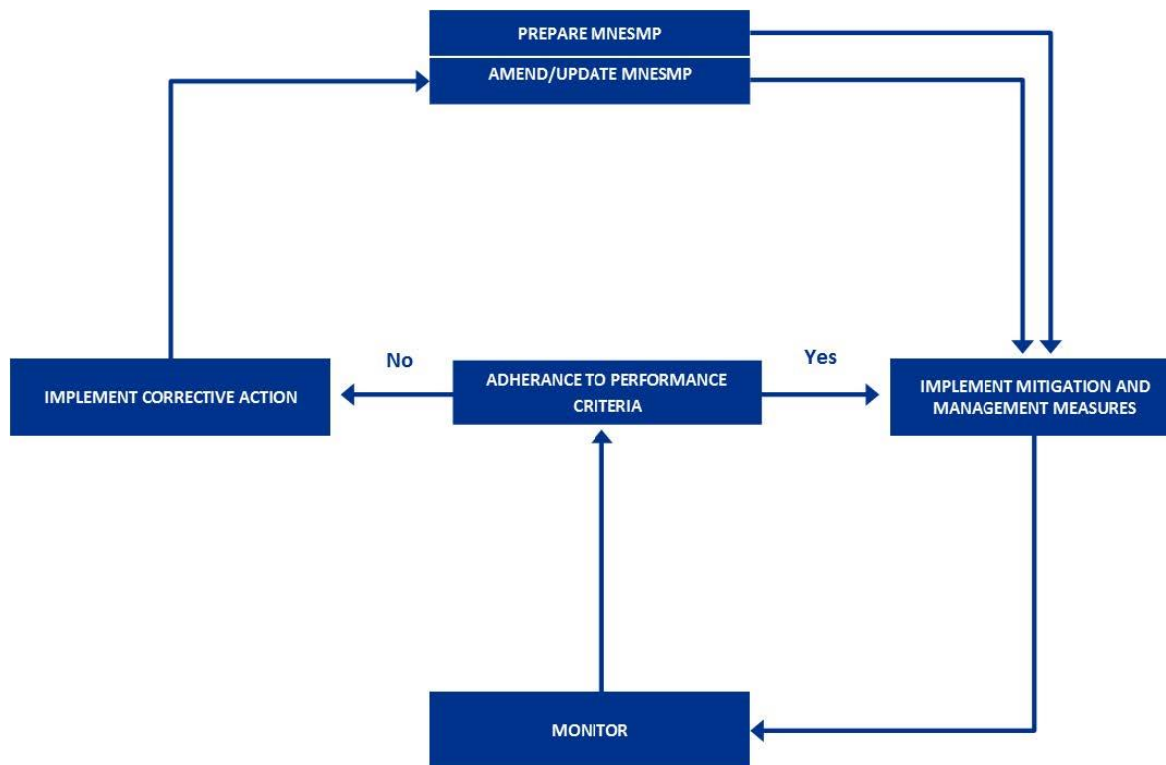 PREPARE MNESMP
AMEND/UPDATE MNESMP
No
Yes
IMPLEMENT CORRECTIVE ACTION
ADHERANCE TO PERFORMANCE
CRITERIA
IMPLEMENT MITIGATION AND
MANAGEMENT MEASURES
MONITOR